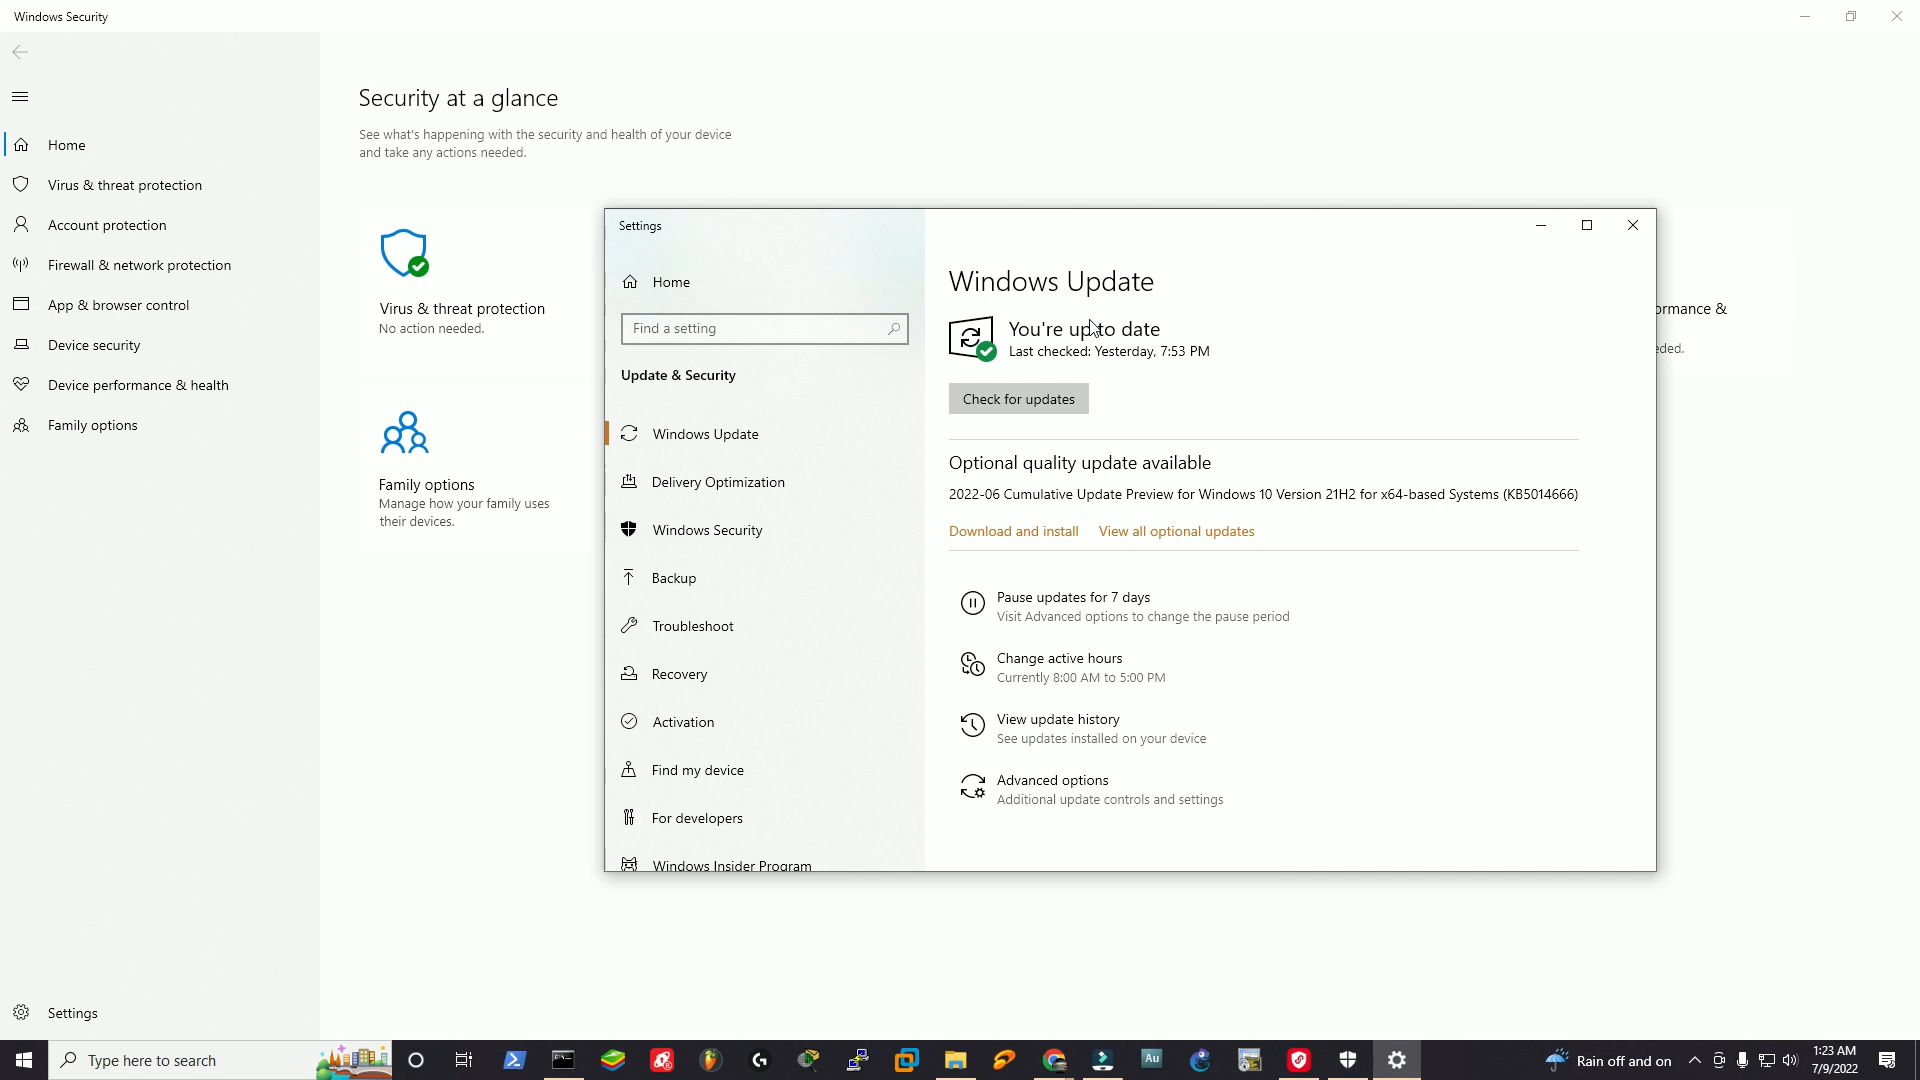 Windows Security
Home
Virus & threat protection
Account protection
Firewall & network protection
App & browser control
Device security
Device performance & health
Family options
Settings
Security at a glance
See what's happening with the security and health of your device
and take any actions needed.
Virus & threat protection
No action needed.
Family options
Manage how your family uses
their devices.
Settings
Home
Find a setting
Update & Security
Windows Update
Delivery Optimization
Windows Security
Backup
Troubleshoot
Recovery
Activation
Find my device
For developers
Windows Insider Program
Windows Update
You're up to date
Last checked: Yesterday, 7:53 PM
Check for updates
Optional quality update available
2022-06 Cumulative Update Preview for Windows 10 Version 21H2 for x64-based Systems (KB5014666)
Download and install View all optional updates
Pause updates for 7 days
Visit Advanced options to change the pause period
Change active hours
Currently 8:00 AM to 5:00 PM
View update history
See updates installed on your device
Advanced options
Additional update controls and settings
ormance &
eded.
Type here to search
Au
Rain off and on
1:23 AM
7/9/2022